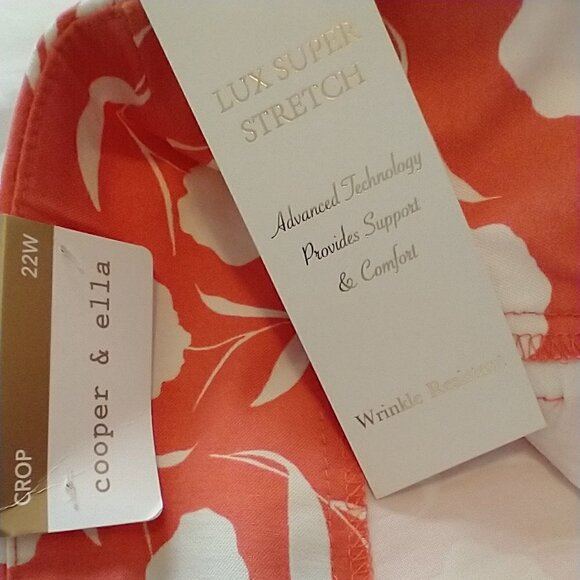 LUX SUPER
STRETCH
Advanced Technology
Provides Support
& Comfort
Wrinkle Resistant
22W
CROP
cooper & ella